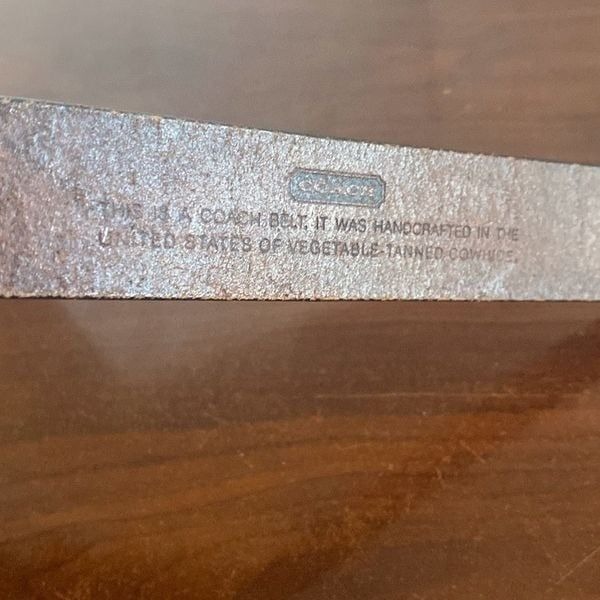 COACH
THIS IS A COACH BELT. IT WAS HANDCRAFTED IN THE
UNITED STATES OF VEGETABLE-TANNED COWHIDE.